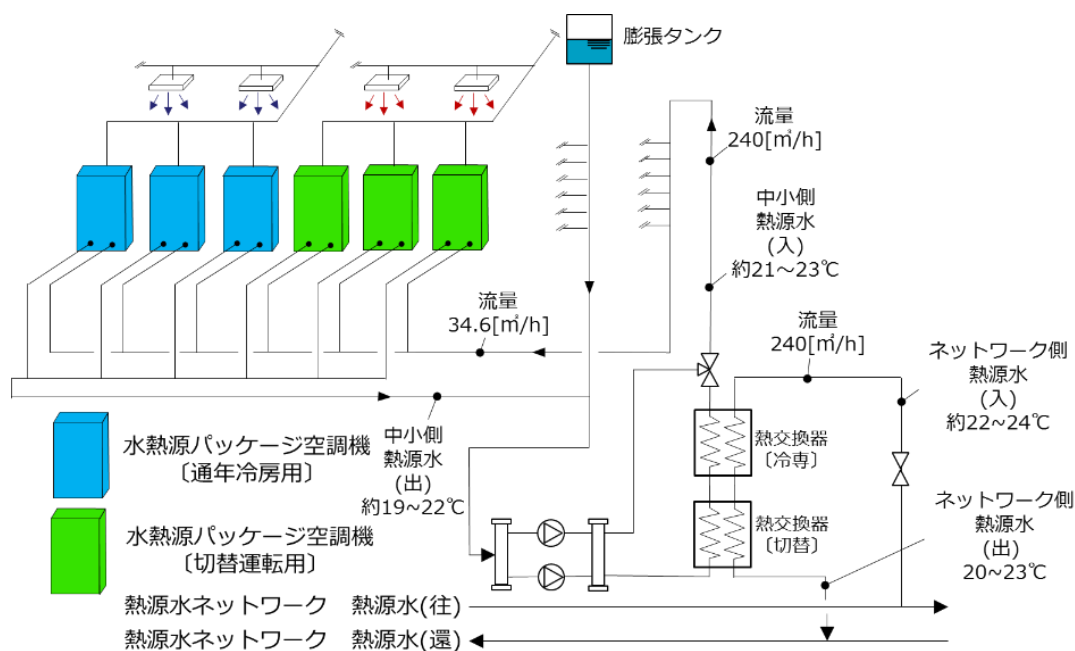 膨張タンク
流量
240[㎥/h]
中小側
熱源水
(入)
約21～23℃
流量
34.6[㎥/h]
流量
240[㎥/h]
ネットワーク側
熱源水
(入)
約22~24℃
中小側
熱源水
(出)
約19~22℃
熱交換器
〔冷専〕
熱交換器
〔切替〕
ネットワーク側
熱源水
(出)
20~23℃
水熱源パッケージ空調機
〔通年冷房用〕
水熱源パッケージ空調機
〔切替運転用〕
熱源水ネットワーク 熱源水(往)
熱源水ネットワーク 熱源水(還)